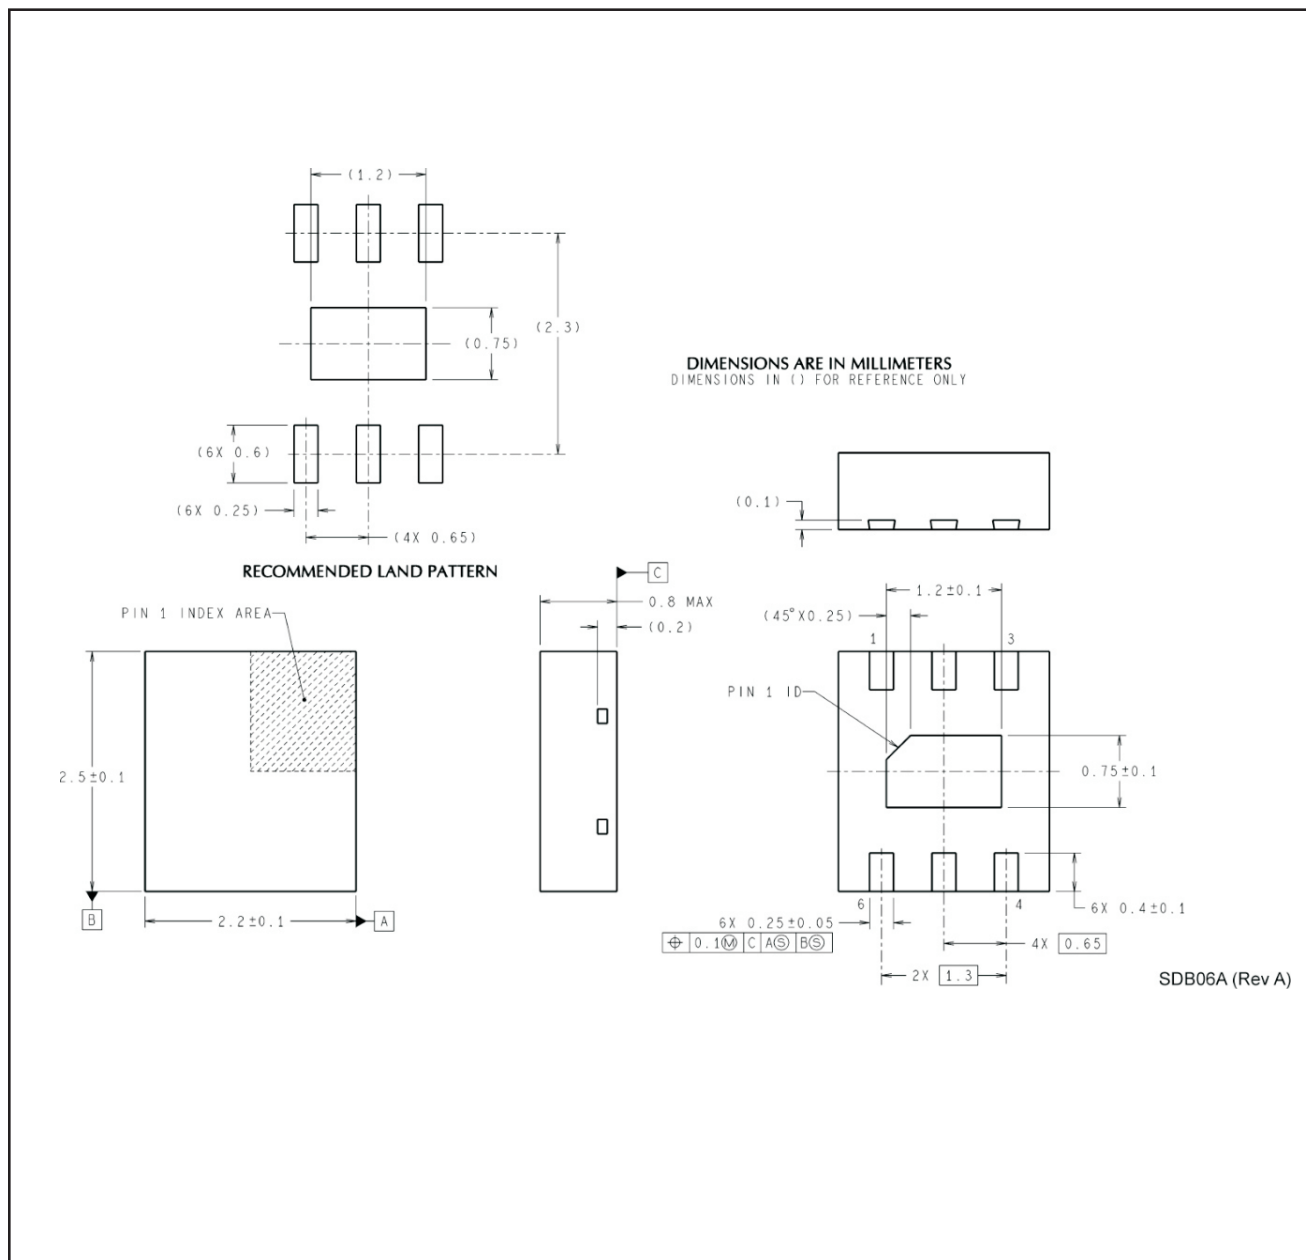 (1.2)
(2.3)
(0.75)
DIMENSIONS ARE IN MILLIMETERS
DIMENSIONS IN () FOR REFERENCE ONLY
(6X 0.6)
(6X 0.25)
(4X 0.65)
(0.1)
RECOMMENDED LAND PATTERN
C
PIN 1 INDEX AREA
0.8 MAX
(0.2)
1.2±0.1
(45°X0.25)
1
3
PIN 1 ID
2.5±0.1
0.75±0.1
B
2.2±0.1
A
6
4
6X 0.4±0.1
6X 0.25±0.05
⌖ 0.1Ⓜ C AⓈ BⓈ
4X 0.65
2X 1.3
SDB06A (Rev A)